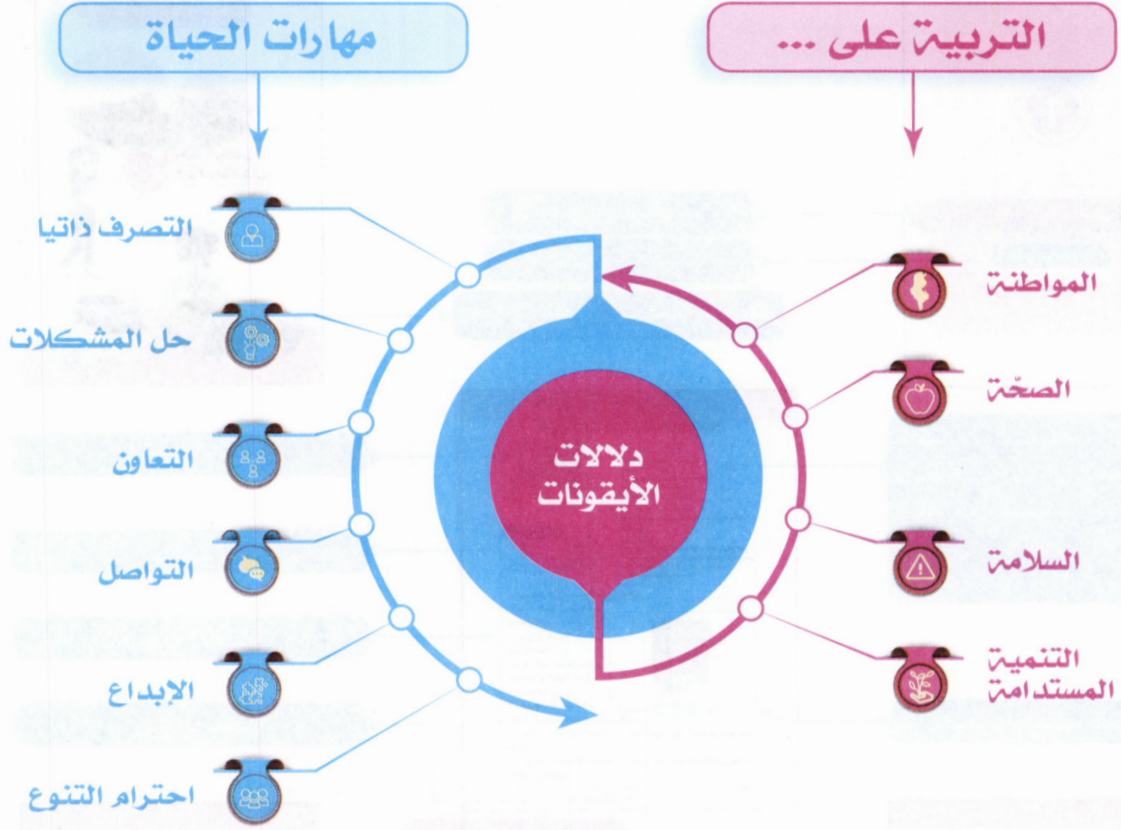 التربية على ...
مهارات الحياة
المواطنة
الصحّة
السلامة
التنمية
المستدامة
دلالات
الأيقونات
التصرف ذاتيا
حل المشكلات
التعاون
التواصل
الإبداع
احترام التنوع